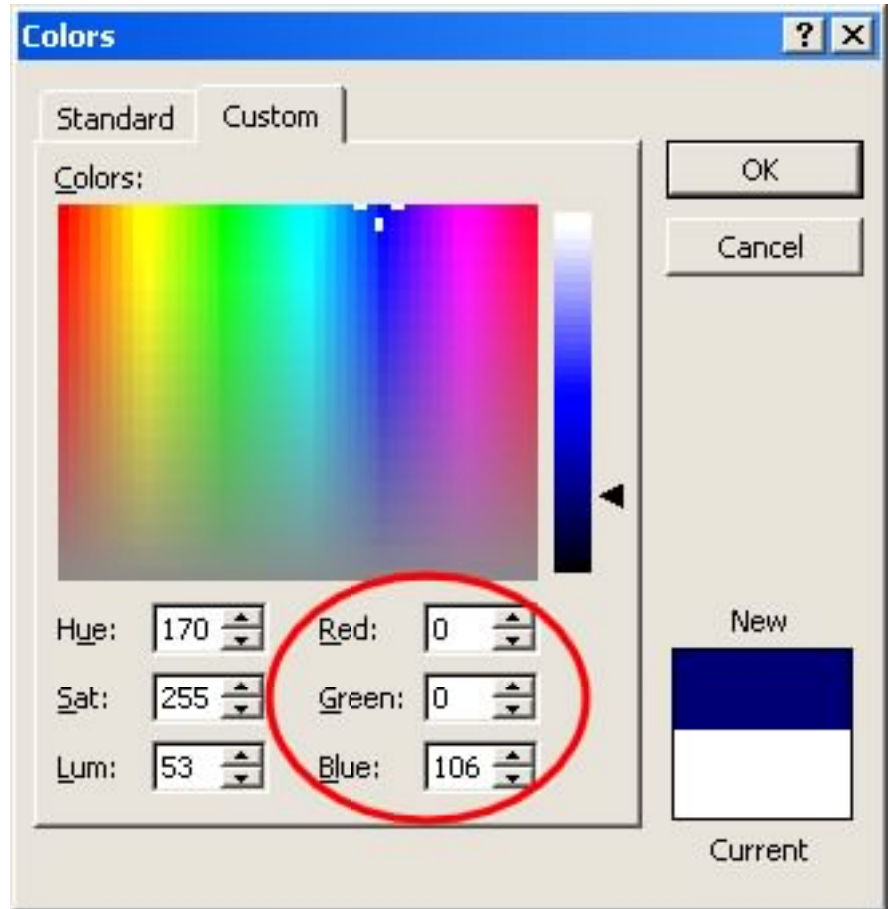 Colors
Standard Custom
Colors:
OK
Cancel
Hue: 170 Red: 0
Sat: 255 Green: 0
Lum: 53 Blue: 106
New
Current